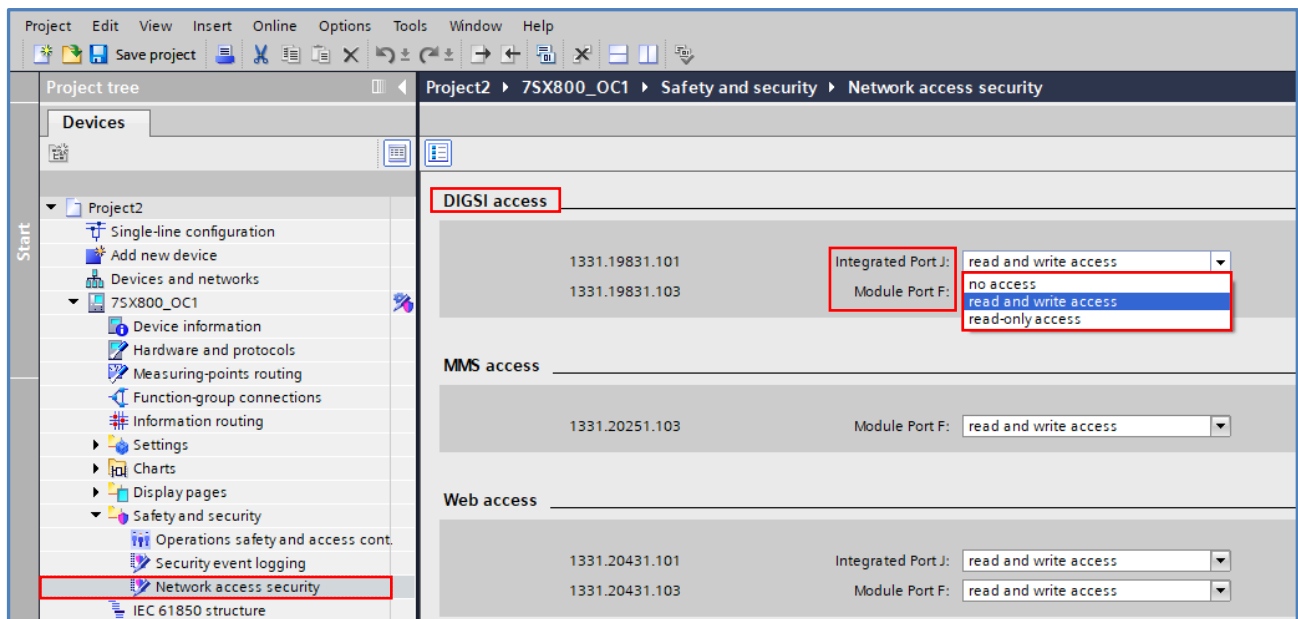 Project Edit View Insert Online Options Tools Window Help
Save project
Project tree
Project2 ▸ 7SX800_OC1 ▸ Safety and security ▸ Network access security
Devices
Start
Project2
Single-line configuration
Add new device
Devices and networks
7SX800_OC1
Device information
Hardware and protocols
Measuring-points routing
Function-group connections
Information routing
Settings
Charts
Display pages
Safety and security
Operations safety and access cont.
Security event logging
Network access security
IEC 61850 structure
DIGSI access
1331.19831.101 Integrated Port J: read and write access
1331.19831.103 Module Port F:
no access
read and write access
read-only access
MMS access
1331.20251.103 Module Port F: read and write access
Web access
1331.20431.101 Integrated Port J: read and write access
1331.20431.103 Module Port F: read and write access